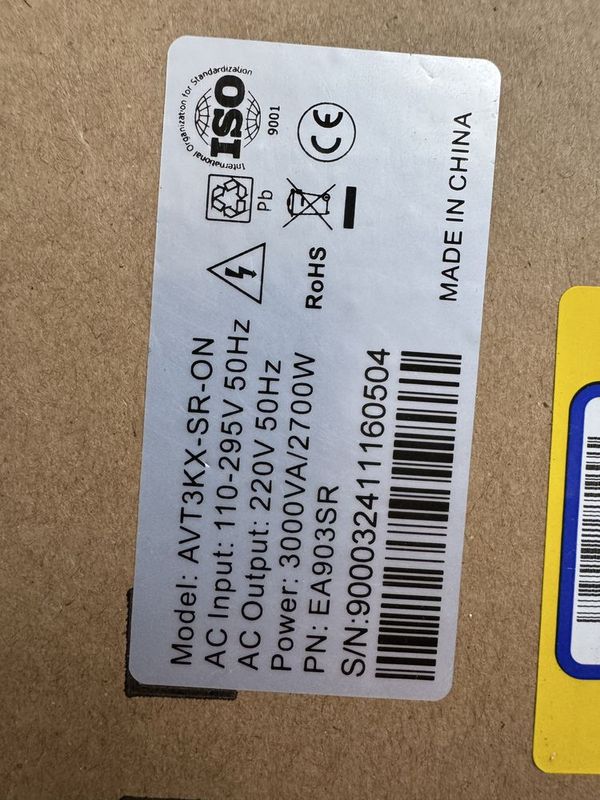 International Organization for Standardization
ISO
9001
CE
Pb
RoHS
MADE IN CHINA
Model: AVT3KX-SR-ON
AC Input: 110-295V 50Hz
AC Output: 220V 50Hz
Power: 3000VA/2700W
PN: EA903SR
S/N:900032411160504